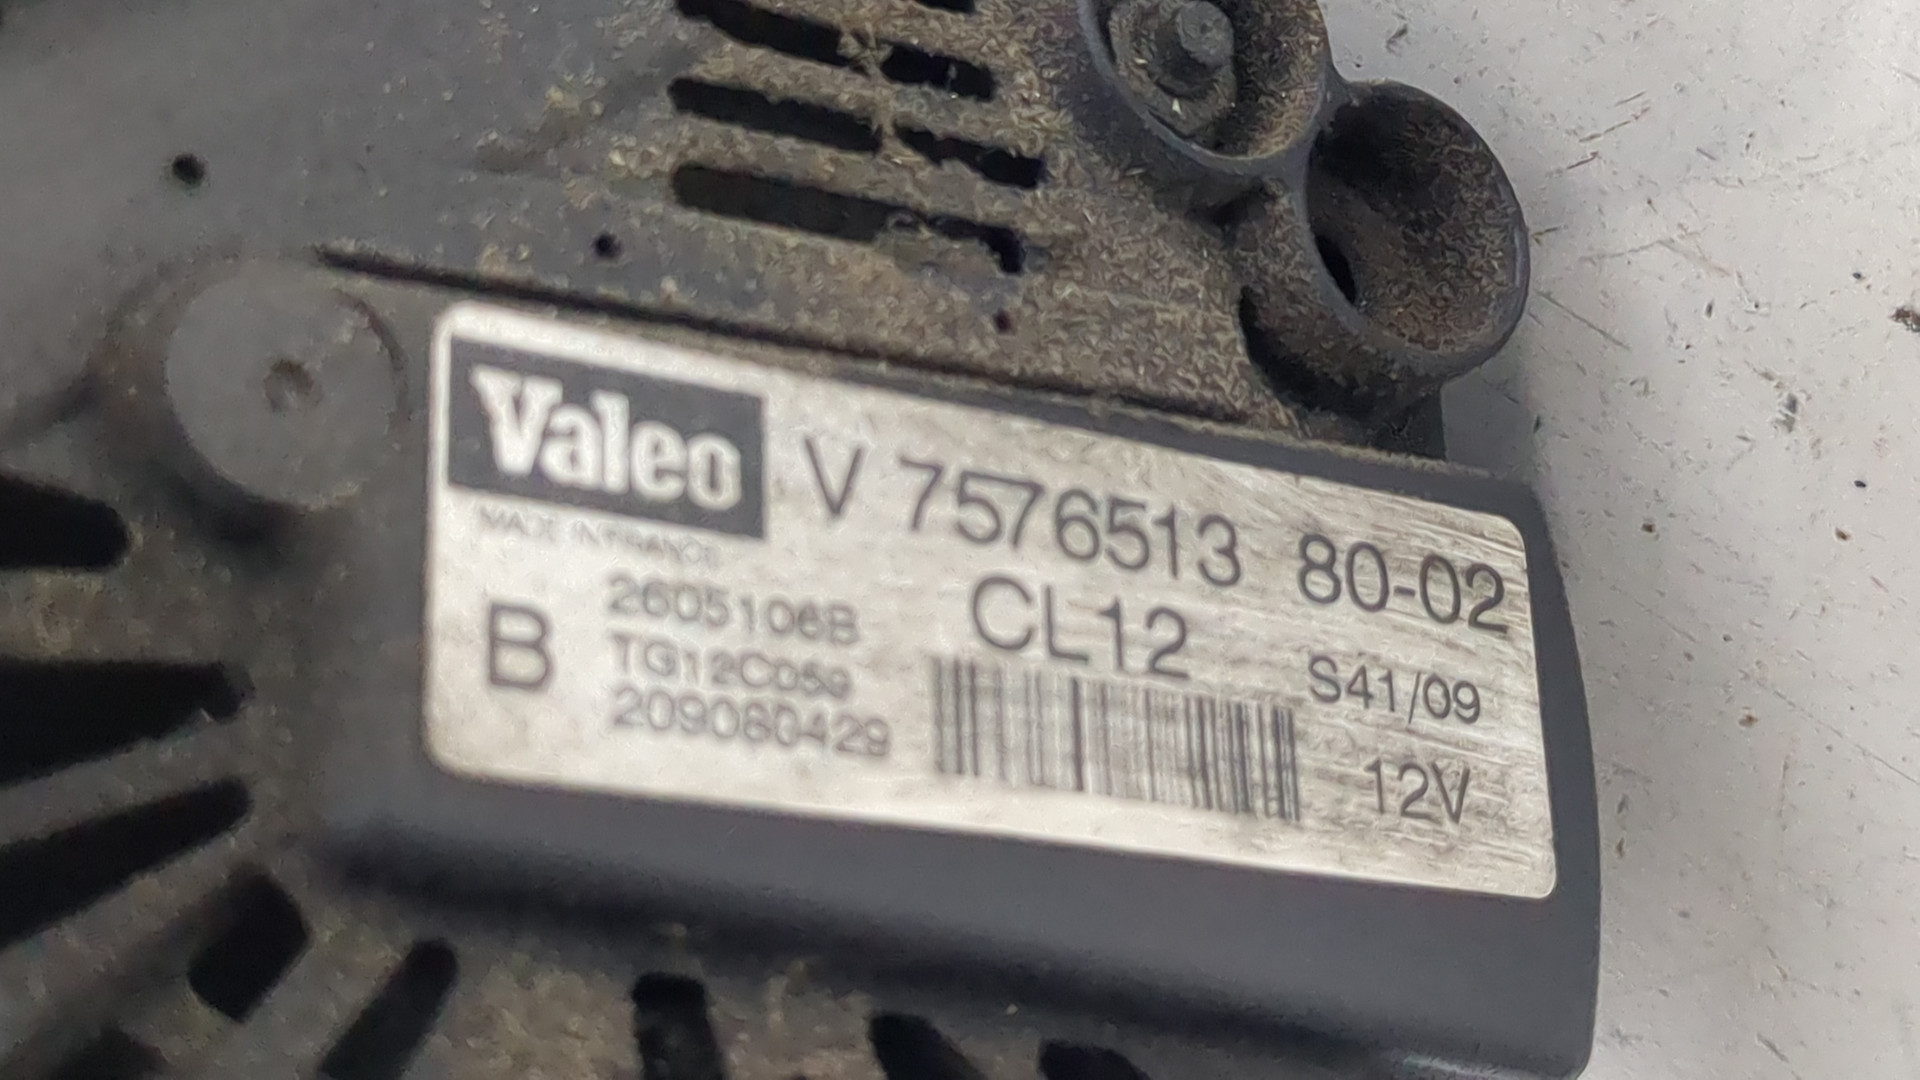 Valeo V 7576513 80-02
MADE IN FRANCE
B 2605106B CL12
TG12C059 S41/09
209060429 12V